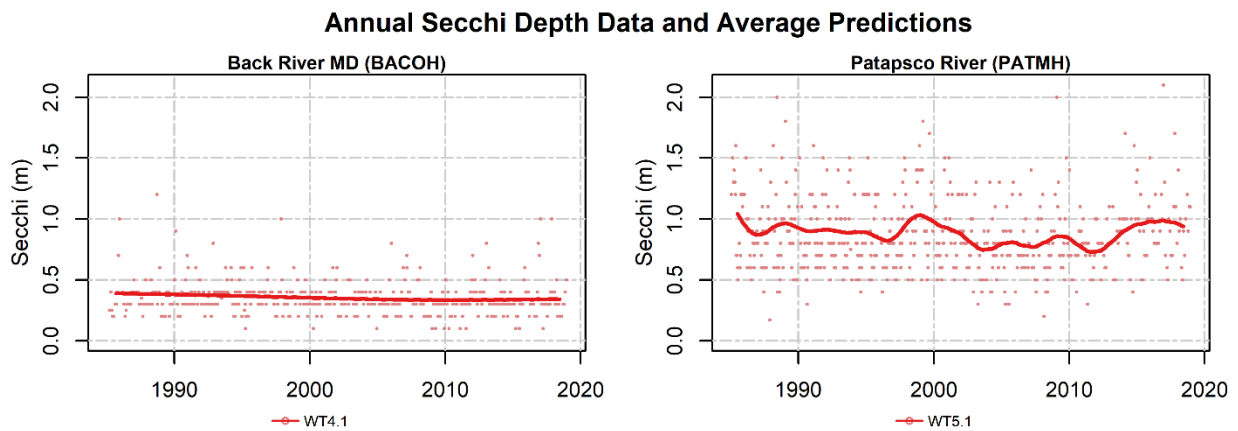 Annual Secchi Depth Data and Average Predictions
Back River MD (BACOH)
Secchi (m)
2.0
1.5
1.0
0.5
0.0
1990 2000 2010 2020
WT4.1
Patapsco River (PATMH)
Secchi (m)
2.0
1.5
1.0
0.5
0.0
1990 2000 2010 2020
WT5.1